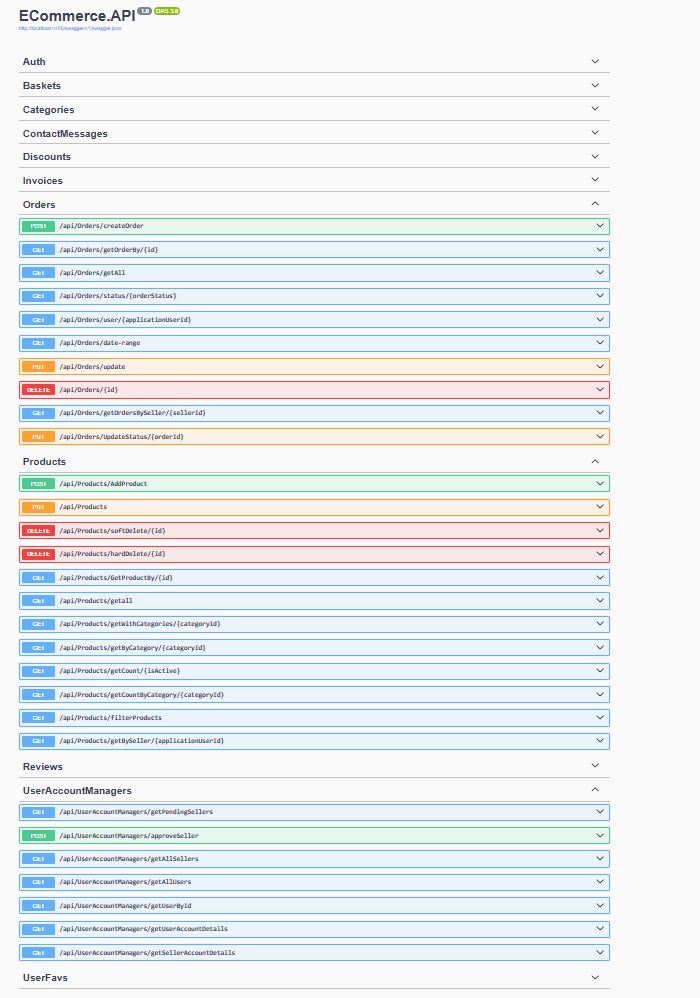 ECommerce.API 1.0 OAS 3.0
Auth
Baskets
Categories
ContactMessages
Discounts
Invoices
Orders
POST /api/Orders/createOrder
GET /api/Orders/getOrderBy/{id}
GET /api/Orders/getAll
GET /api/Orders/status/{orderStatus}
GET /api/Orders/user/{applicationUserId}
GET /api/Orders/date-range
PUT /api/Orders/update
DELETE /api/Orders/{id}
GET /api/Orders/getOrdersBySeller/{sellerId}
PUT /api/Orders/UpdateStatus/{orderId}
Products
POST /api/Products/AddProduct
PUT /api/Products
DELETE /api/Products/softDelete/{id}
DELETE /api/Products/hardDelete/{id}
GET /api/Products/GetProductBy/{id}
GET /api/Products/getall
GET /api/Products/getWithCategories/{categoryId}
GET /api/Products/getByCategory/{categoryId}
GET /api/Products/getCount/{isActive}
GET /api/Products/getCountByCategory/{categoryId}
GET /api/Products/filterProducts
GET /api/Products/getBySeller/{applicationUserId}
Reviews
UserAccountManagers
GET /api/UserAccountManagers/getPendingSellers
POST /api/UserAccountManagers/approveSeller
GET /api/UserAccountManagers/getAllSellers
GET /api/UserAccountManagers/getAllUsers
GET /api/UserAccountManagers/getUserById
GET /api/UserAccountManagers/getUserAccountDetails
GET /api/UserAccountManagers/getSellerAccountDetails
UserFavs